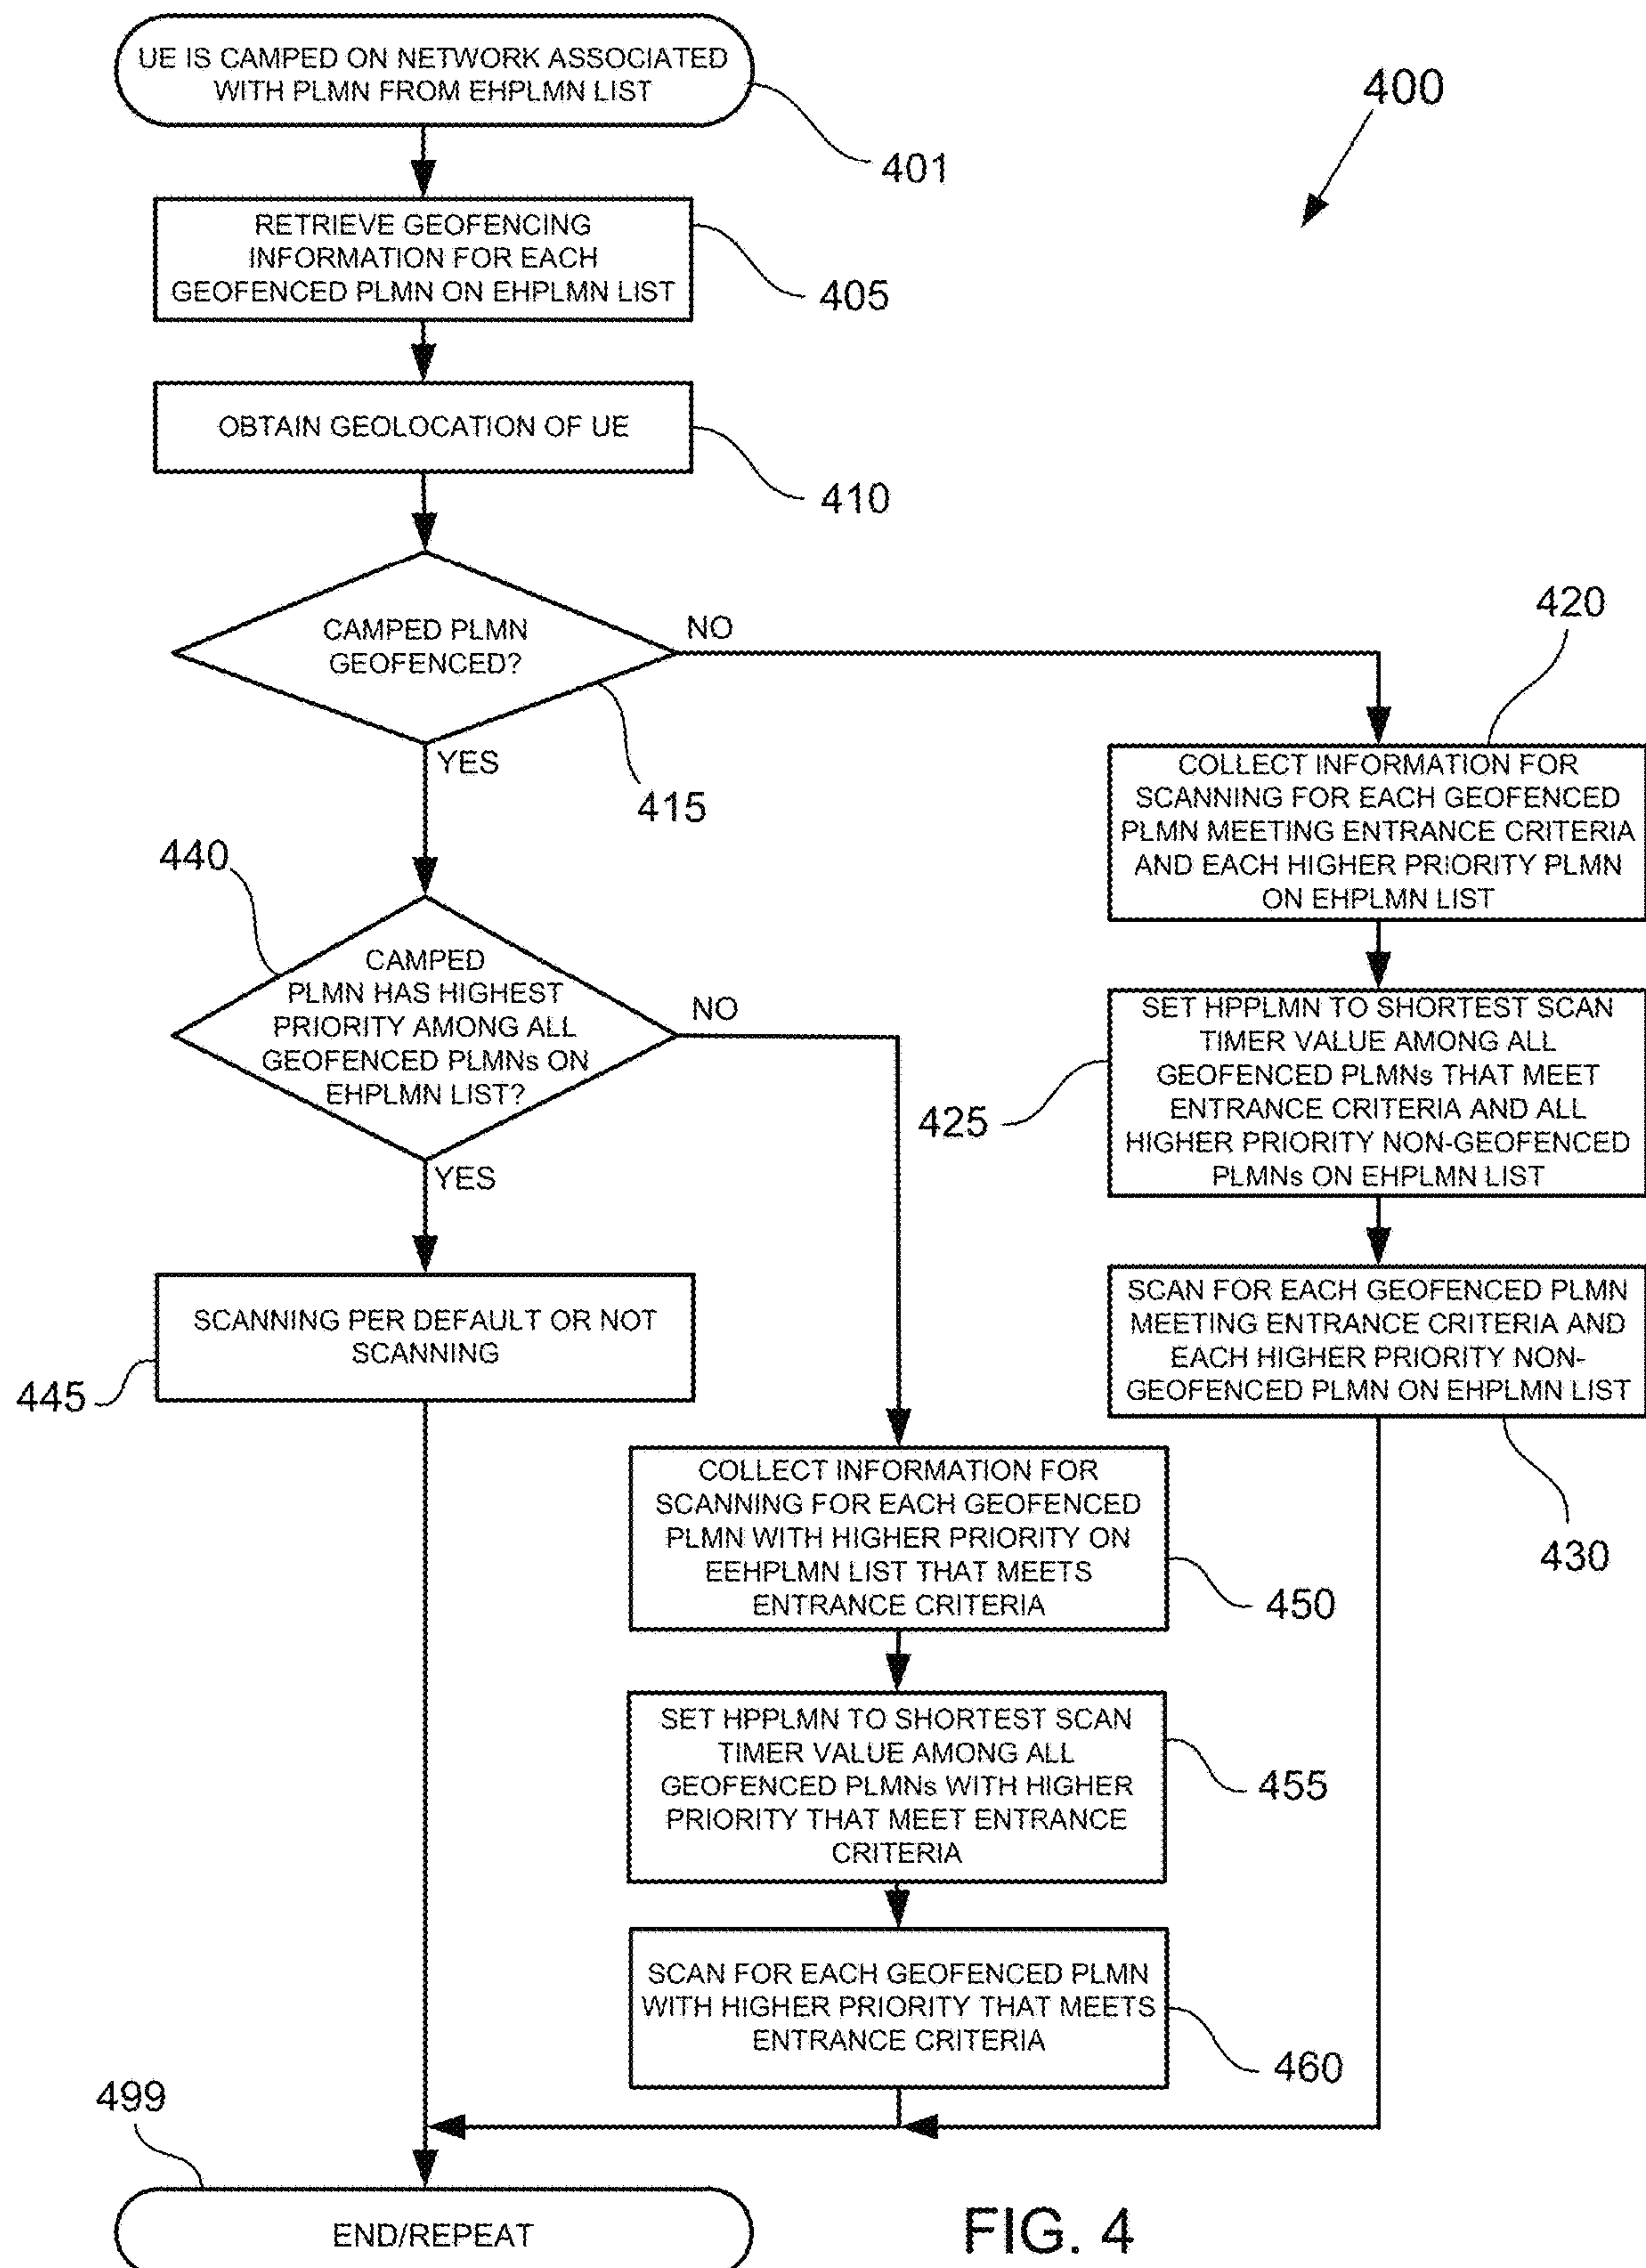 UE IS CAMPED ON NETWORK ASSOCIATED
WITH PLMN FROM EHPLMN LIST
400
401
RETRIEVE GEOFENCING
INFORMATION FOR EACH
GEOFENCED PLMN ON EHPLMN LIST
405
OBTAIN GEOLOCATION OF UE
410
CAMPED PLMN
GEOFENCED?
NO
YES
415
420
COLLECT INFORMATION FOR
SCANNING FOR EACH GEOFENCED
PLMN MEETING ENTRANCE CRITERIA
AND EACH HIGHER PRIORITY PLMN
ON EHPLMN LIST
SET HPPLMN TO SHORTEST SCAN
TIMER VALUE AMONG ALL
GEOFENCED PLMNs THAT MEET
ENTRANCE CRITERIA AND ALL
HIGHER PRIORITY NON-GEOFENCED
PLMNs ON EHPLMN LIST
425
SCAN FOR EACH GEOFENCED PLMN
MEETING ENTRANCE CRITERIA AND
EACH HIGHER PRIORITY NON-
GEOFENCED PLMN ON EHPLMN LIST
430
440
CAMPED
PLMN HAS HIGHEST
PRIORITY AMONG ALL
GEOFENCED PLMNs ON
EHPLMN LIST?
NO
YES
SCANNING PER DEFAULT OR NOT
SCANNING
445
COLLECT INFORMATION FOR
SCANNING FOR EACH GEOFENCED
PLMN WITH HIGHER PRIORITY ON
EEHPLMN LIST THAT MEETS
ENTRANCE CRITERIA
450
SET HPPLMN TO SHORTEST SCAN
TIMER VALUE AMONG ALL
GEOFENCED PLMNs WITH HIGHER
PRIORITY THAT MEET ENTRANCE
CRITERIA
455
SCAN FOR EACH GEOFENCED PLMN
WITH HIGHER PRIORITY THAT MEETS
ENTRANCE CRITERIA
460
499
END/REPEAT
FIG. 4